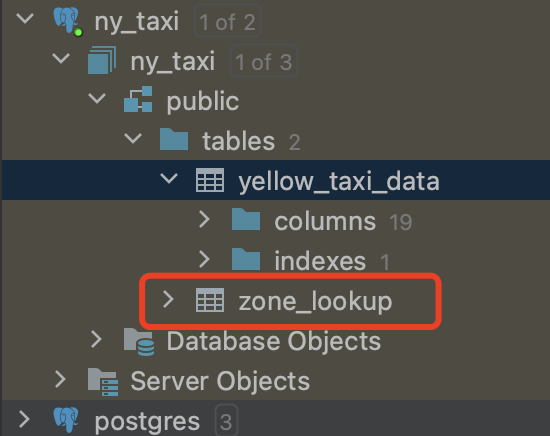 ny_taxi 1 of 2
ny_taxi 1 of 3
public
tables 2
yellow_taxi_data
columns 19
indexes 1
zone_lookup
Database Objects
Server Objects
postgres 3